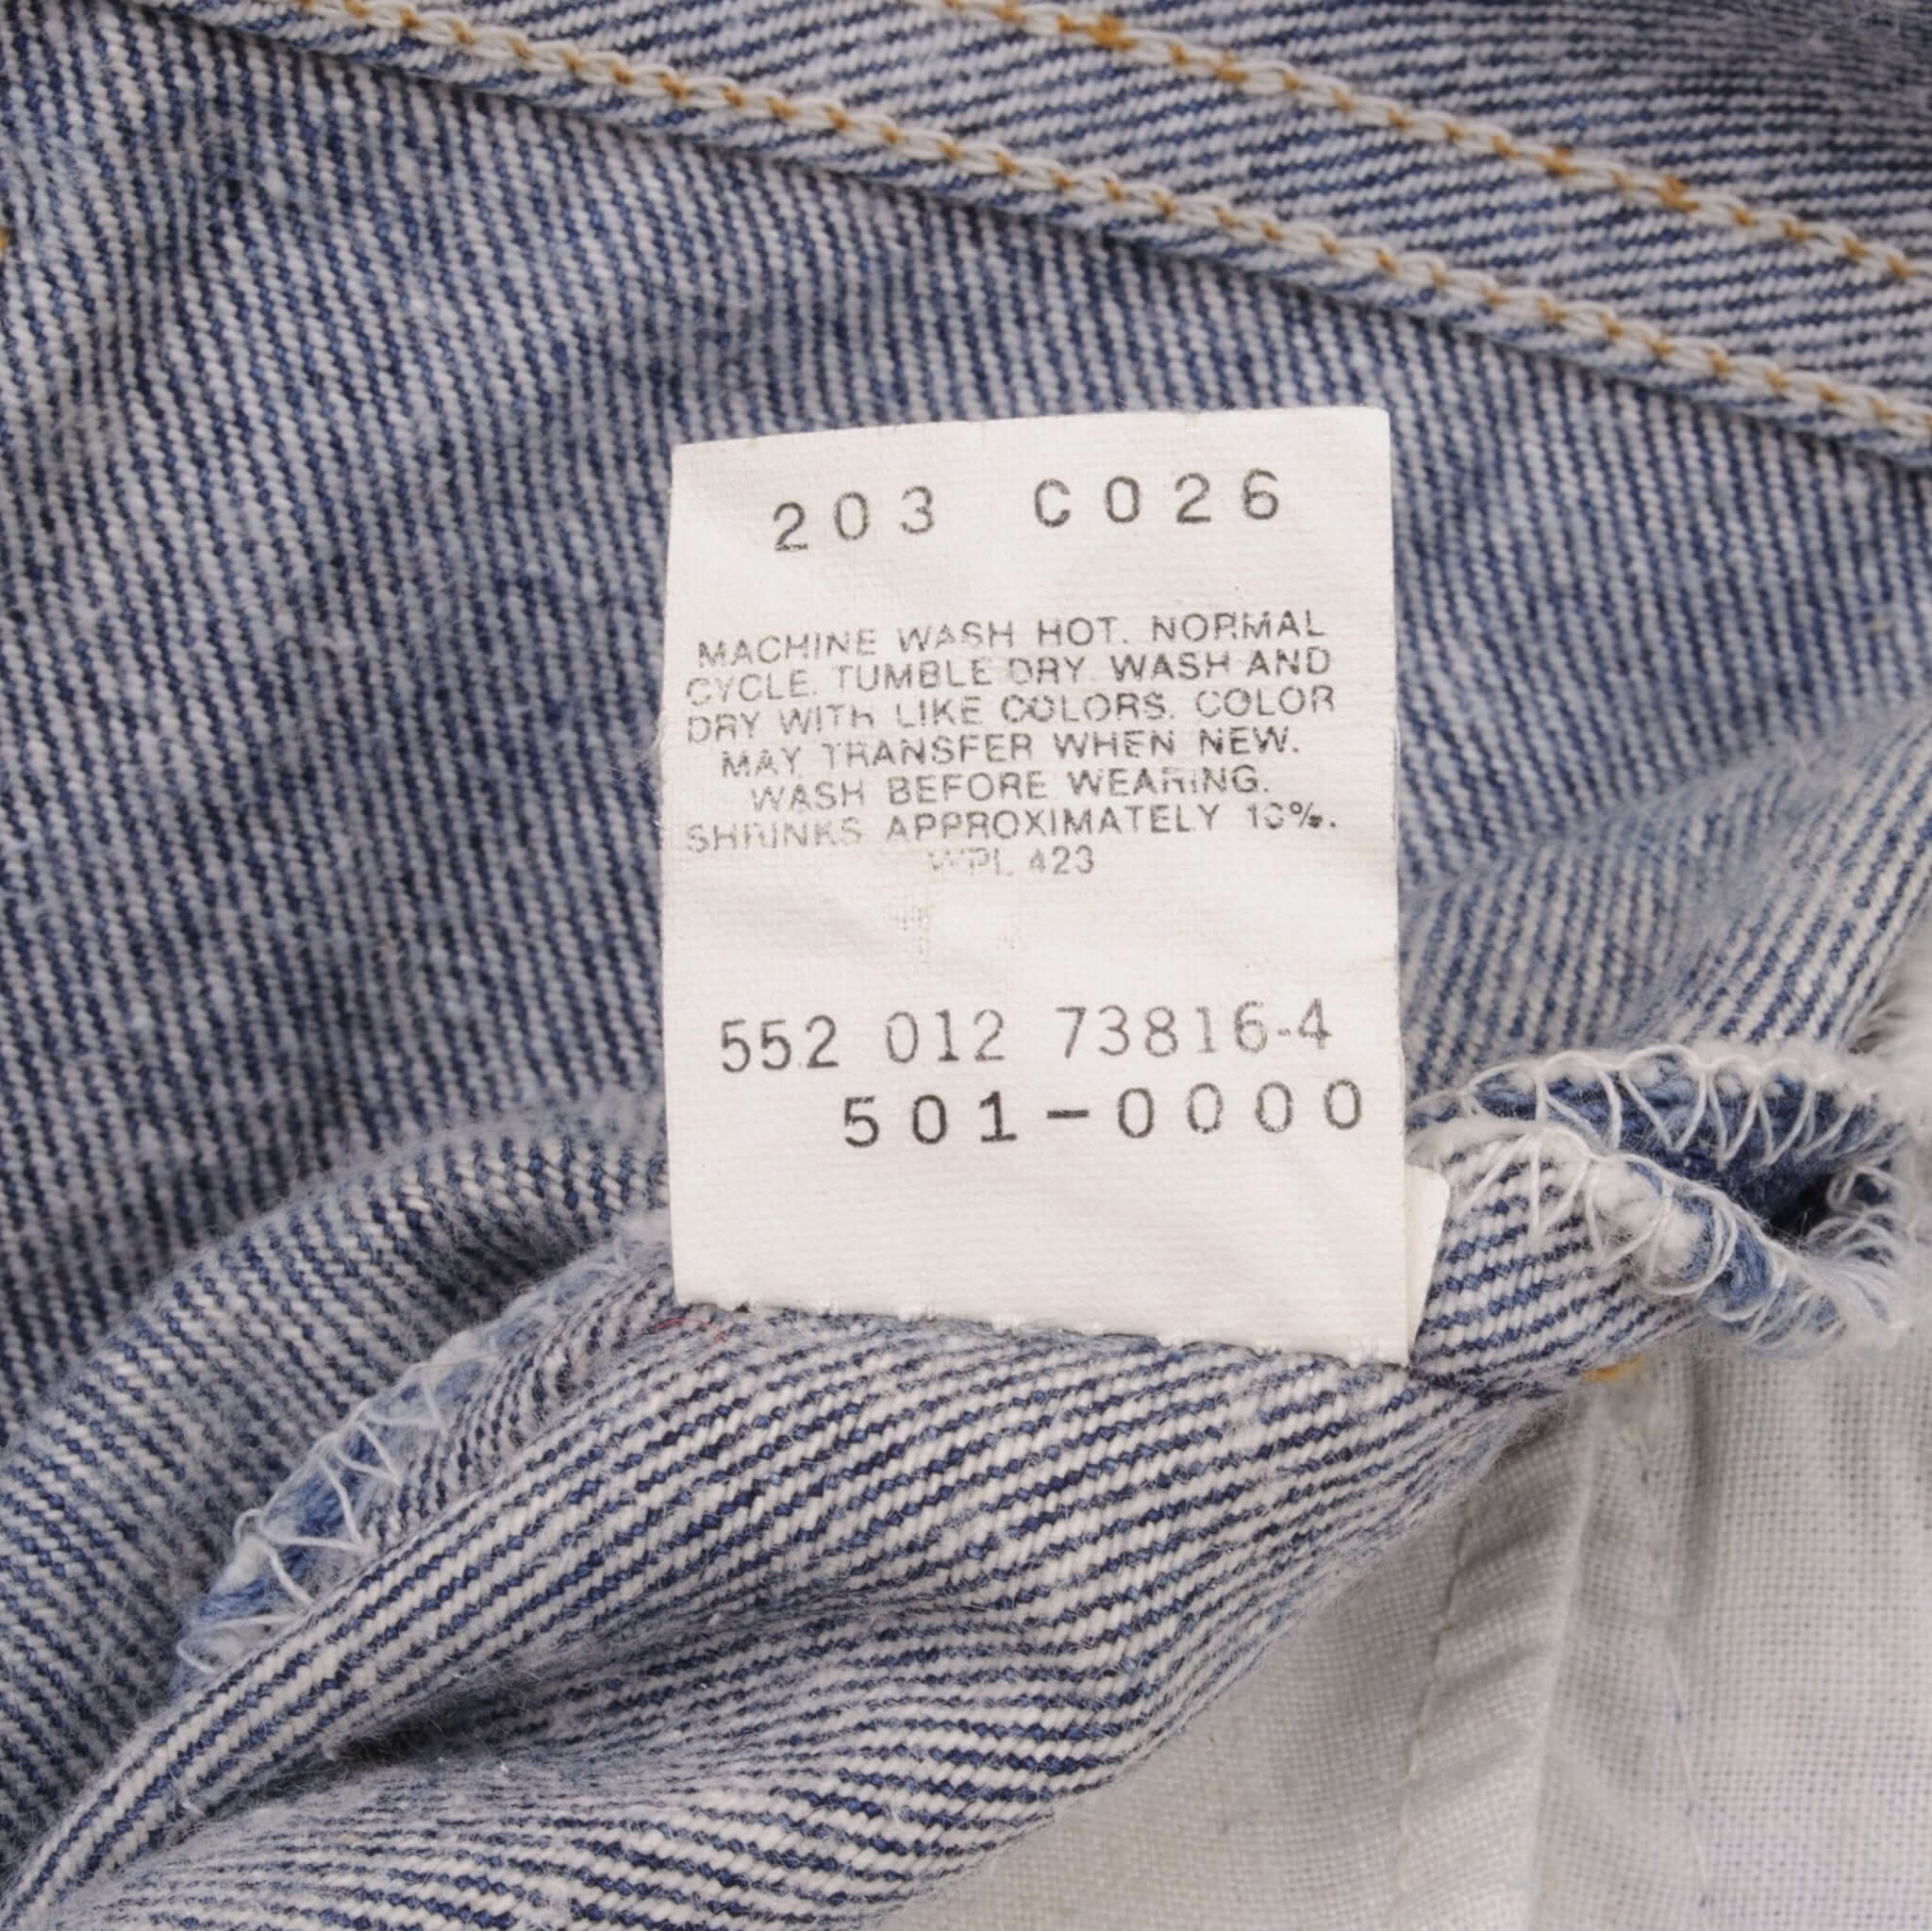 203 C026
MACHINE WASH HOT. NORMAL
CYCLE. TUMBLE DRY. WASH AND
DRY WITH LIKE COLORS. COLOR
MAY TRANSFER WHEN NEW.
WASH BEFORE WEARING.
SHRINKS APPROXIMATELY 10%.
WPL 423
552 012 73816-4
501-0000